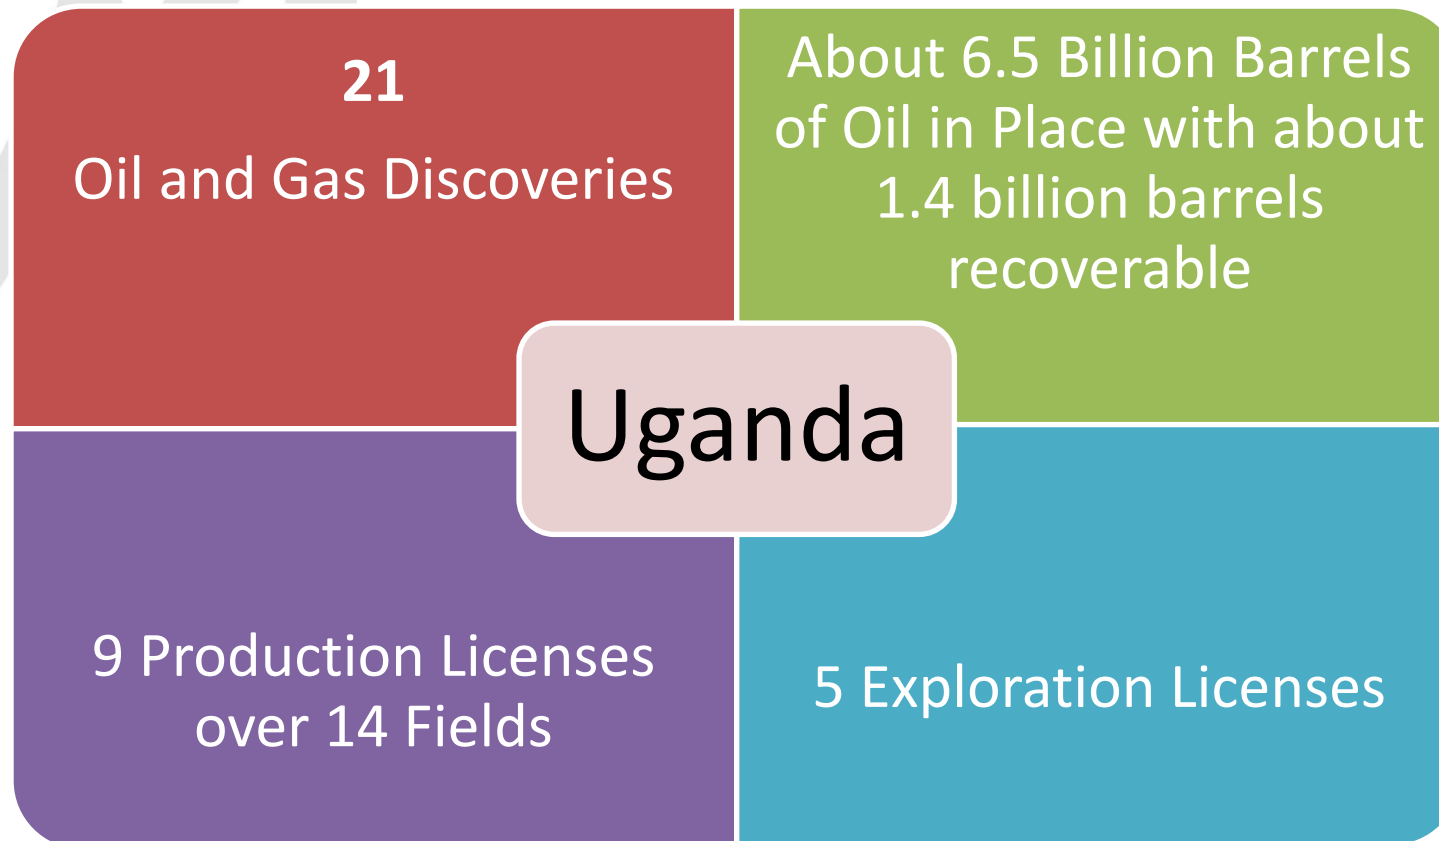 21
Oil and Gas Discoveries
About 6.5 Billion Barrels
of Oil in Place with about
1.4 billion barrels
recoverable
Uganda
9 Production Licenses
over 14 Fields
5 Exploration Licenses